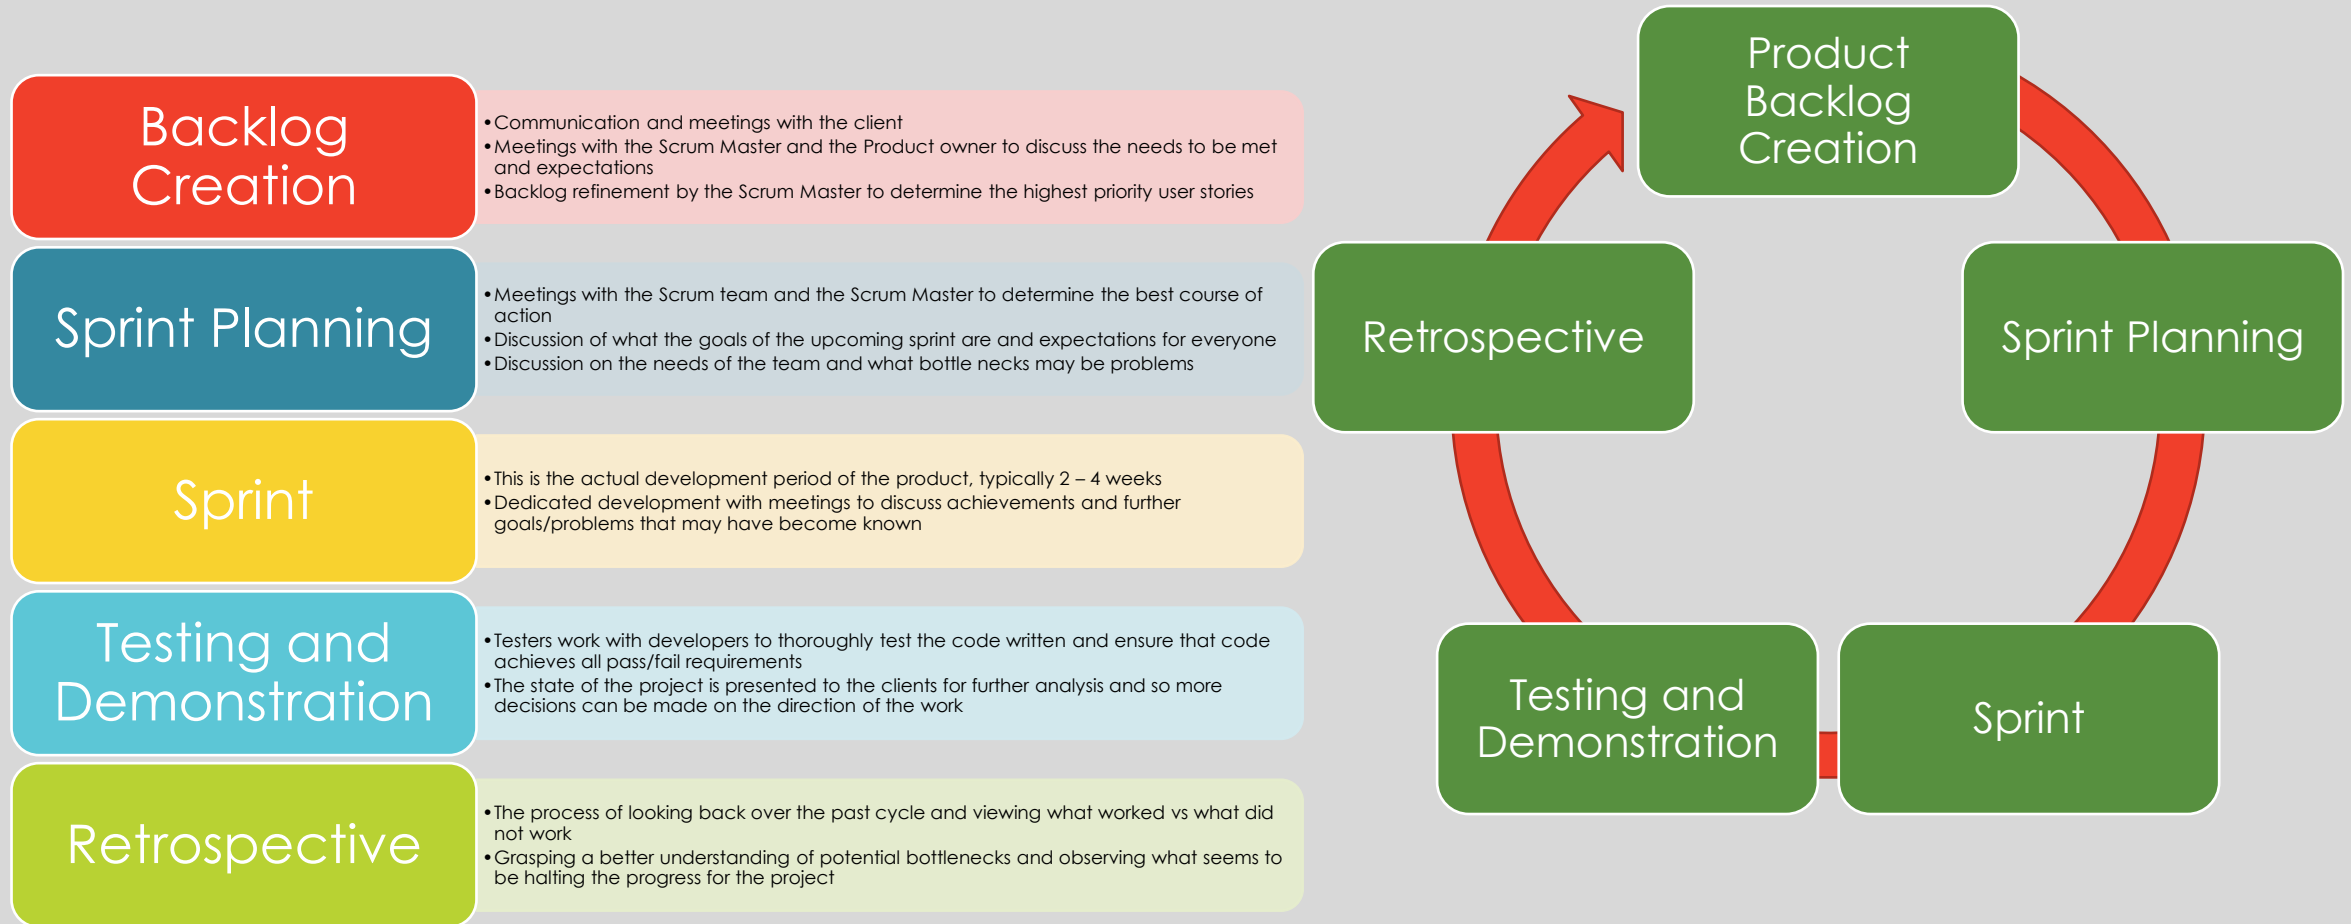 Backlog
Creation
•Communication and meetings with the client
•Meetings with the Scrum Master and the Product owner to discuss the needs to be met
and expectations
•Backlog refinement by the Scrum Master to determine the highest priority user stories
Sprint Planning
•Meetings with the Scrum team and the Scrum Master to determine the best course of
action
•Discussion of what the goals of the upcoming sprint are and expectations for everyone
•Discussion on the needs of the team and what bottle necks may be problems
Sprint
•This is the actual development period of the product, typically 2 – 4 weeks
•Dedicated development with meetings to discuss achievements and further
goals/problems that may have become known
Testing and
Demonstration
•Testers work with developers to thoroughly test the code written and ensure that code
achieves all pass/fail requirements
•The state of the project is presented to the clients for further analysis and so more
decisions can be made on the direction of the work
Retrospective
•The process of looking back over the past cycle and viewing what worked vs what did
not work
•Grasping a better understanding of potential bottlenecks and observing what seems to
be halting the progress for the project
Product
Backlog
Creation
Sprint Planning
Sprint
Testing and
Demonstration
Retrospective